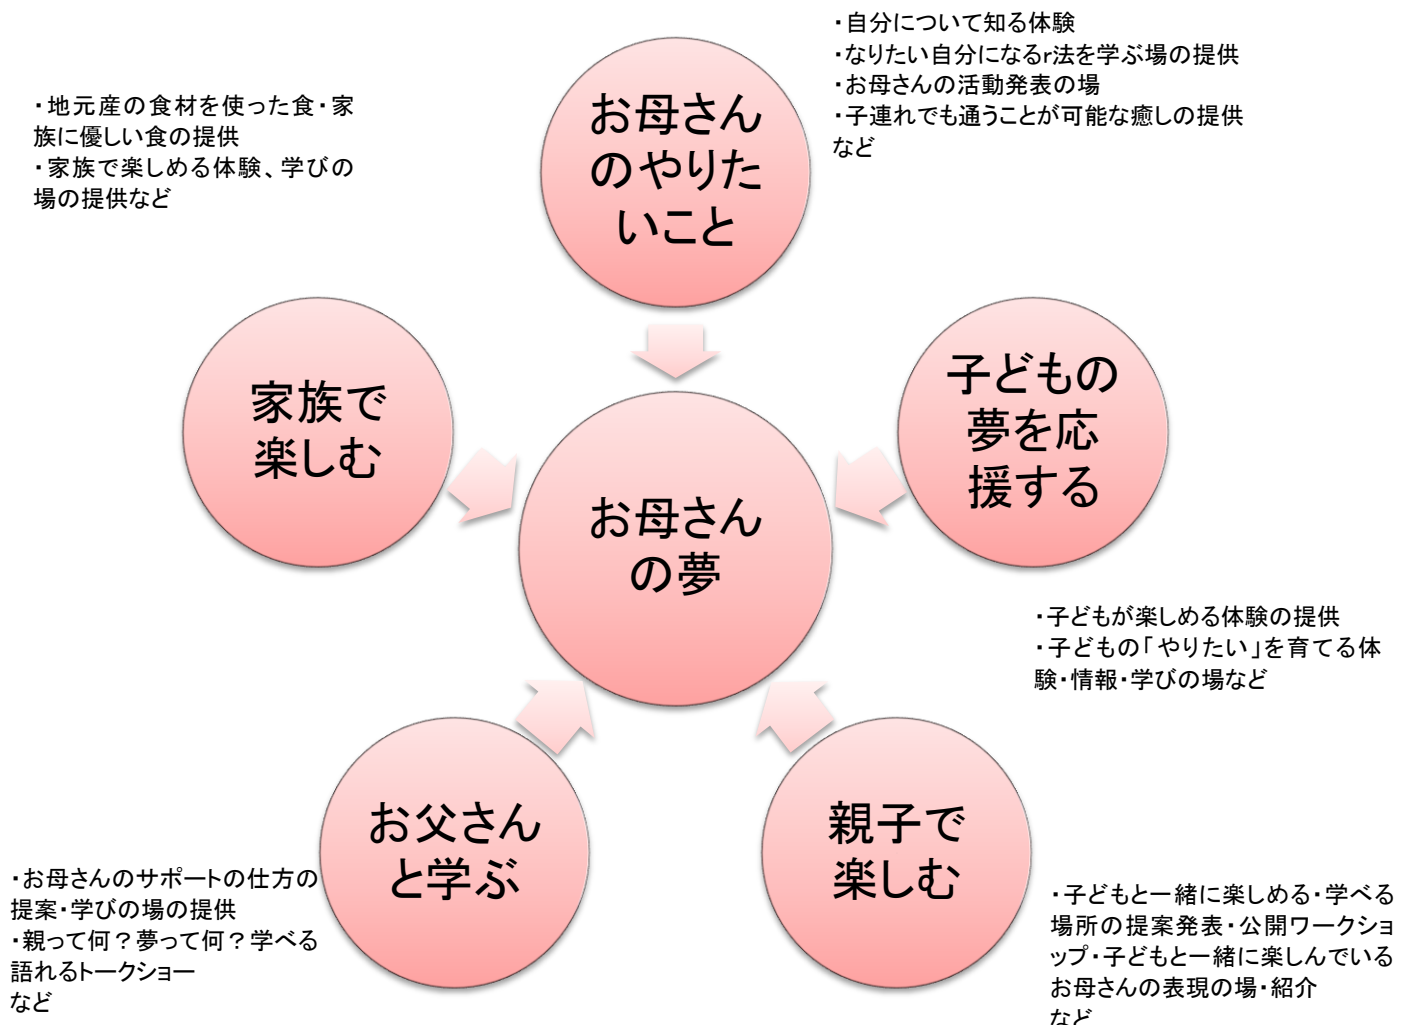 ・自分について知る体験
・なりたい自分になるr法を学ぶ場の提供
・お母さんの活動発表の場
・子連れでも通うことが可能な癒しの提供
など
お母さん
のやりた
いこと
・地元産の食材を使った食・家
族に優しい食の提供
・家族で楽しめる体験、学びの
場の提供など
家族で
楽しむ
子どもの
夢を応
援する
お母さん
の夢
・子どもが楽しめる体験の提供
・子どもの「やりたい」を育てる体
験・情報・学びの場など
お父さん
と学ぶ
親子で
楽しむ
・お母さんのサポートの仕方の
提案・学びの場の提供
・親って何？夢って何？学べる
語れるトークショー
など
・子どもと一緒に楽しめる・学べる
場所の提案発表・公開ワークショ
ップ・子どもと一緒に楽しんでいる
お母さんの表現の場・紹介
など